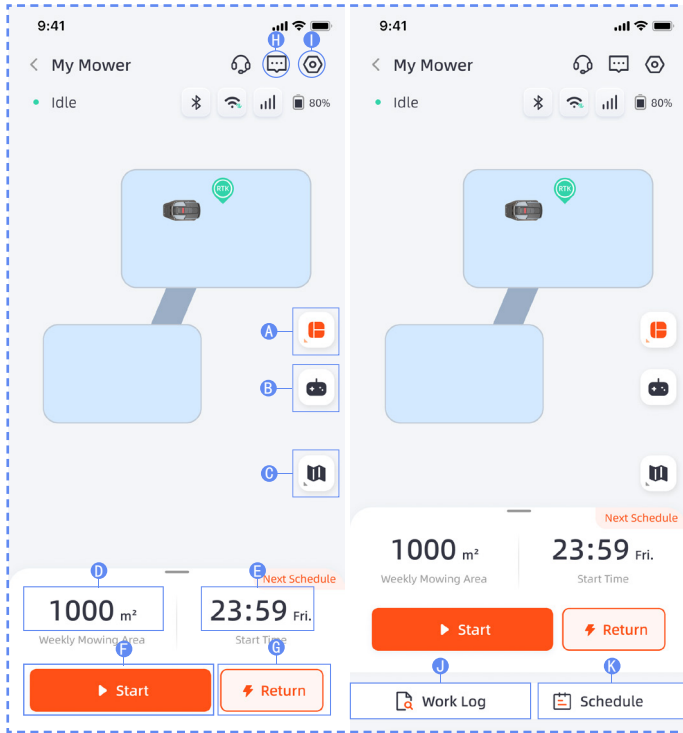 9:41
H I
My Mower
Idle 80%
RTK
A
B
C
D E
Next Schedule
1000 m² 23:59 Fri.
Weekly Mowing Area Start Time
F G
Start Return
9:41
My Mower
Idle 80%
RTK
Next Schedule
1000 m² 23:59 Fri.
Weekly Mowing Area Start Time
Start Return
J K
Work Log Schedule